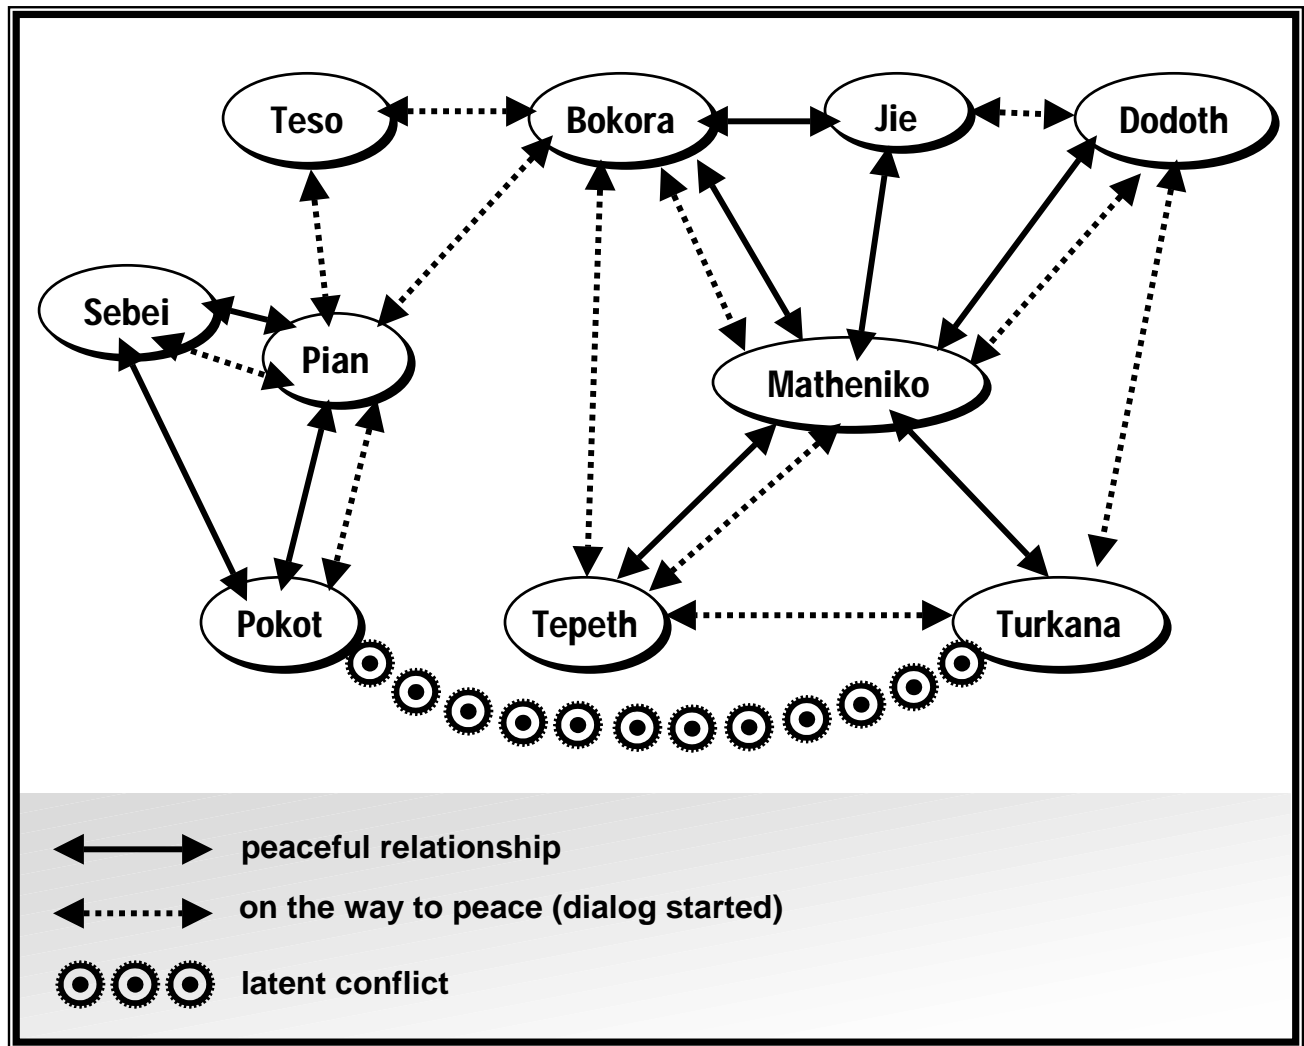 Teso
Bokora
Jie
Dodoth
Sebei
Pian
Matheniko
Pokot
Tepeth
Turkana
peaceful relationship
on the way to peace (dialog started)
latent conflict